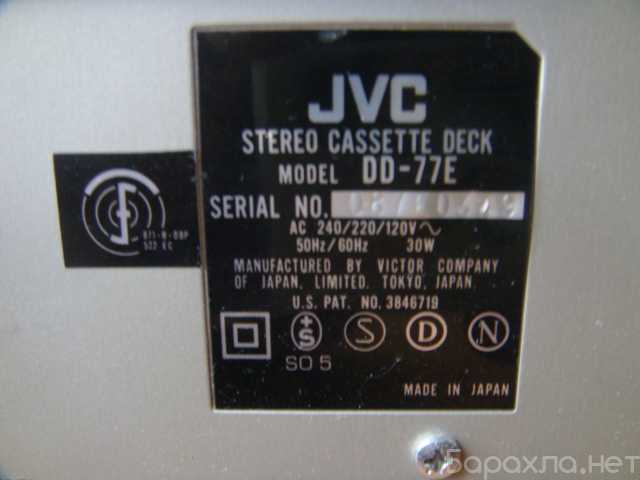 JVC
STEREO CASSETTE DECK
MODEL DD-77E
SERIAL NO.
AC 240/220/120V~
50Hz/60Hz 30W
MANUFACTURED BY VICTOR COMPANY
OF JAPAN, LIMITED. TOKYO, JAPAN.
U.S. PAT. NO. 3846719
+S S D N
SO 5
MADE IN JAPAN
барахла.нет